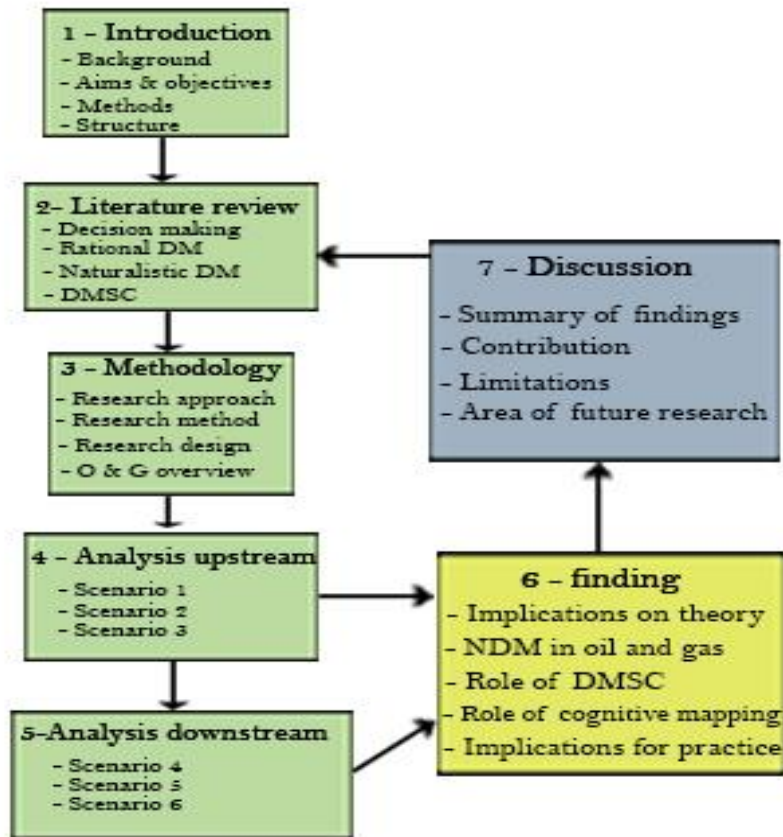 1 - Introduction
- Background
- Aims & objectives
- Methods
- Structure
2- Literature review
- Decision making
- Rational DM
- Naturalistic DM
- DMSC
3 - Methodology
- Research approach
- Research method
- Research design
- O & G overview
4 - Analysis upstream
- Scenario 1
- Scenario 2
- Scenario 3
5-Analysis downstream
- Scenario 4
- Scenario 5
- Scenario 6
6 - finding
- Implications on theory
- NDM in oil and gas
- Role of DMSC
- Role of cognitive mapping
- Implications for practice
7 - Discussion
- Summary of findings
- Contribution
- Limitations
- Area of future research